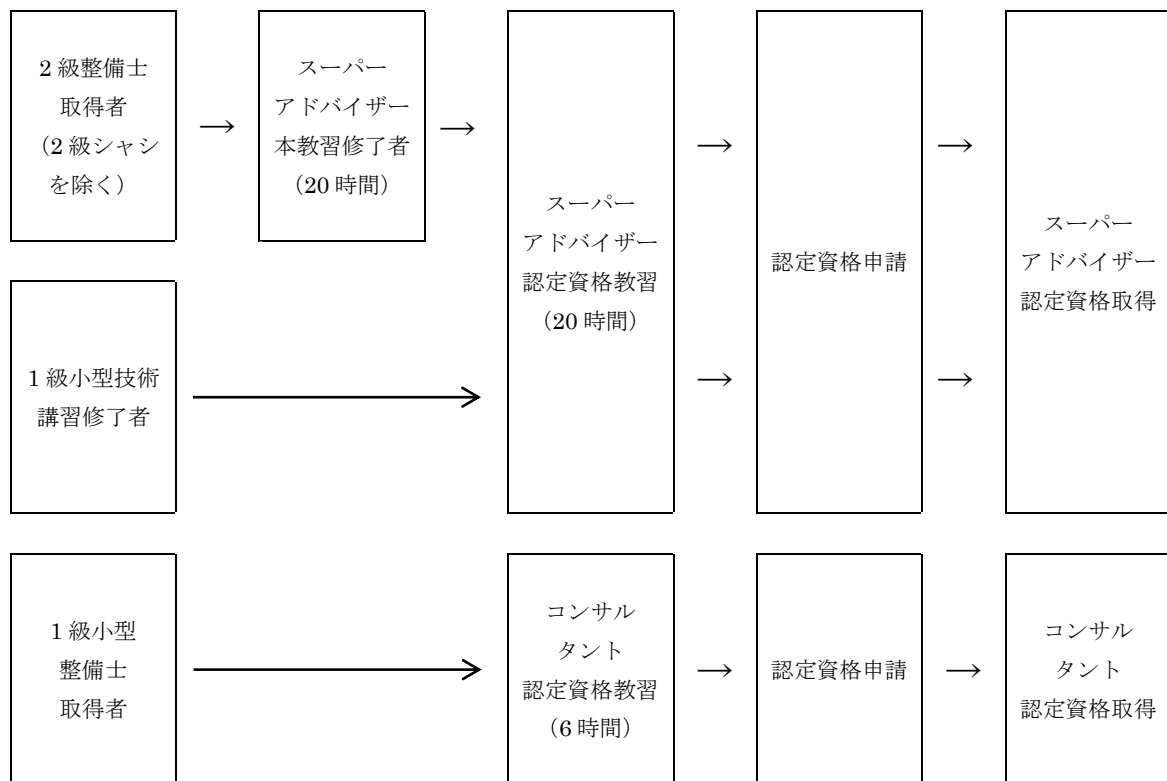 2級整備士
取得者
(2級シャシ
を除く)
→
スーパー
アドバイザー
本教習修了者
(20時間)
→
スーパー
アドバイザー
認定資格教習
(20時間)
→
→
認定資格申請
→
→
スーパー
アドバイザー
認定資格取得
1級小型技術
講習修了者
1級小型
整備士
取得者
コンサル
タント
認定資格教習
(6時間)
→
認定資格申請
→
コンサル
タント
認定資格取得